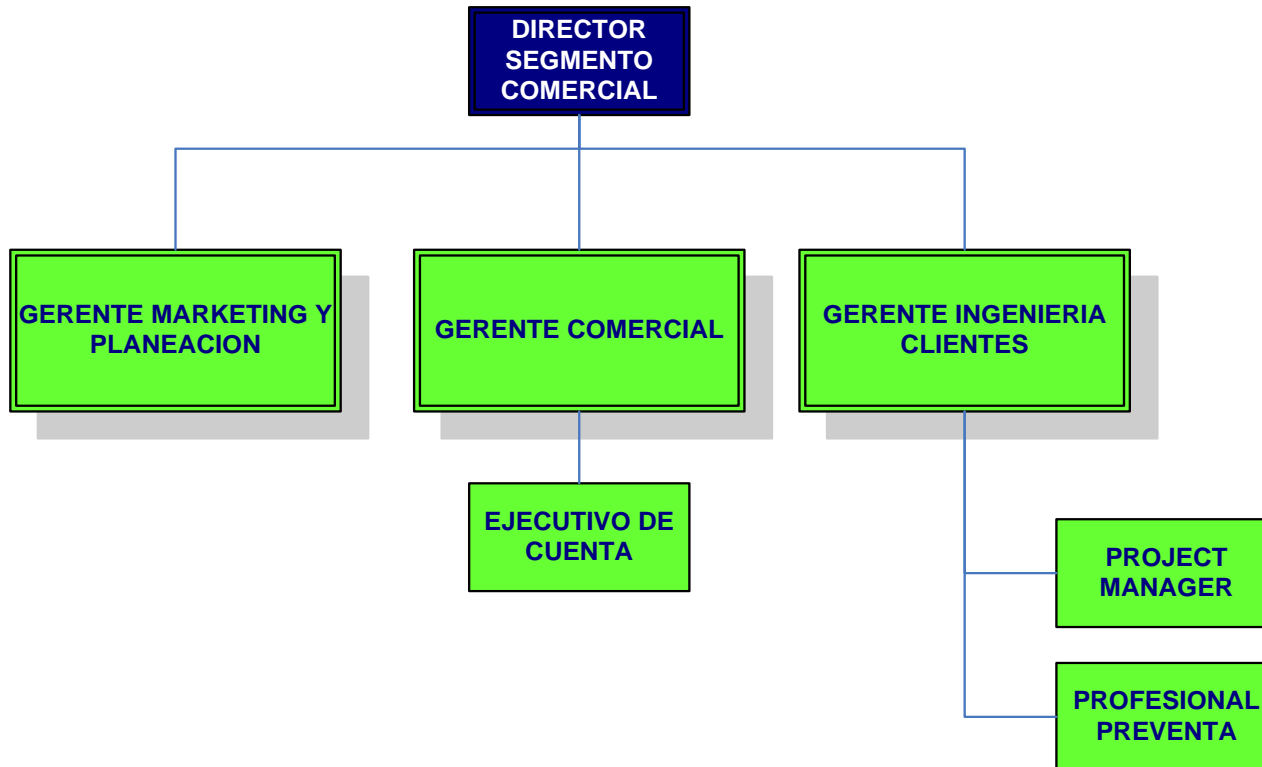 DIRECTOR
SEGMENTO
COMERCIAL
GERENTE MARKETING Y
PLANEACION
GERENTE COMERCIAL
GERENTE INGENIERIA
CLIENTES
EJECUTIVO DE
CUENTA
PROJECT
MANAGER
PROFESIONAL
PREVENTA